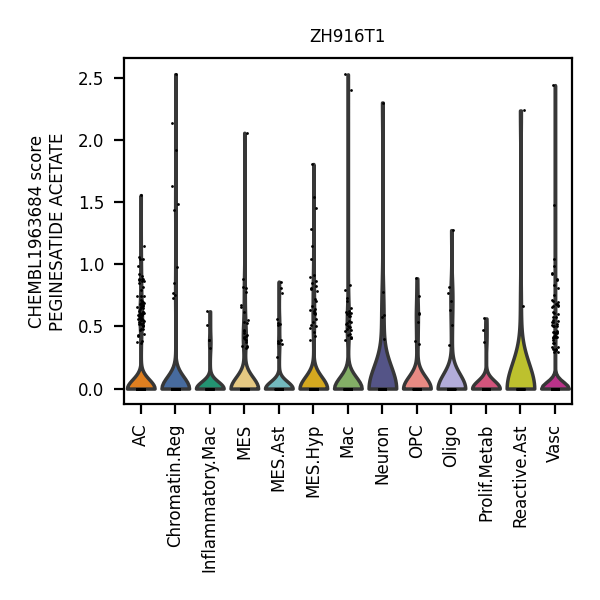 ZH916T1
CHEMBL1963684 score
PEGINESATIDE ACETATE
2.5
2.0
1.5
1.0
0.5
0.0
AC
Chromatin.Reg
Inflammatory.Mac
MES
MES.Ast
MES.Hyp
Mac
Neuron
OPC
Oligo
Prolif.Metab
Reactive.Ast
Vasc